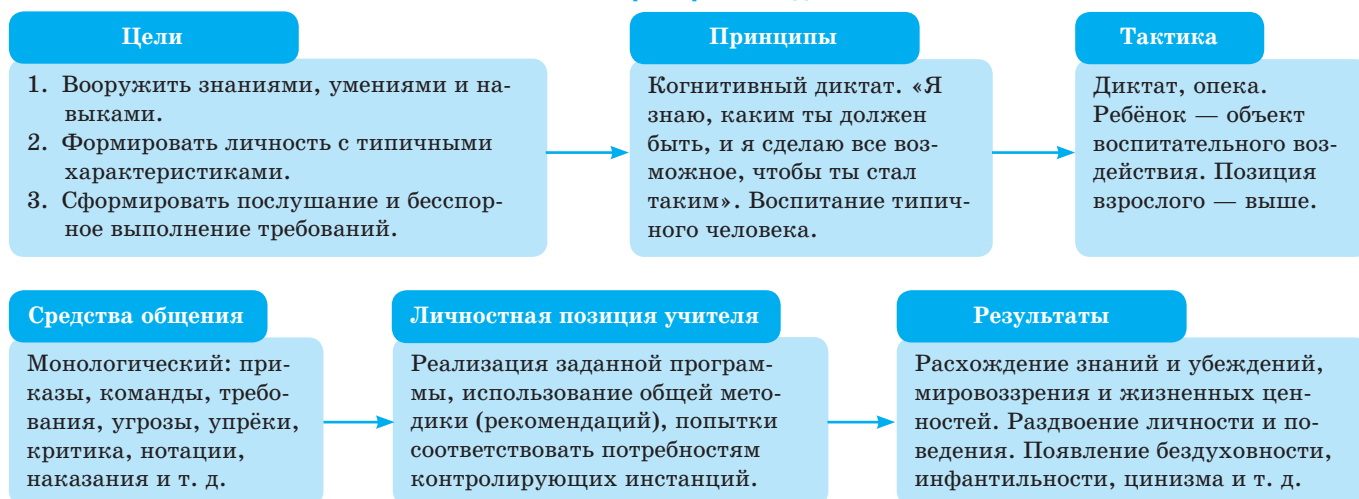 Цели
1. Вооружить знаниями, умениями и на-
выками.
2. Формировать личность с типичными
характеристиками.
3. Сформировать послушание и бесспор-
ное выполнение требований.
Принципы
Когнитивный диктат. «Я
знаю, каким ты должен
быть, и я сделаю все воз-
можное, чтобы ты стал
таким». Воспитание типич-
ного человека.
Тактика
Диктат, опека.
Ребёнок — объект
воспитательного воз-
действия. Позиция
взрослого — выше.
Средства общения
Монологический: при-
казы, команды, требо-
вания, угрозы, упрёки,
критика, нотации,
наказания и т. д.
Личностная позиция учителя
Реализация заданной програм-
мы, использование общей мето-
дики (рекомендаций), попытки
соответствовать потребностям
контролирующих инстанций.
Результаты
Расхождение знаний и убеждений,
мировоззрения и жизненных цен-
ностей. Раздвоение личности и по-
ведения. Появление бездуховности,
инфантильности, цинизма и т. д.